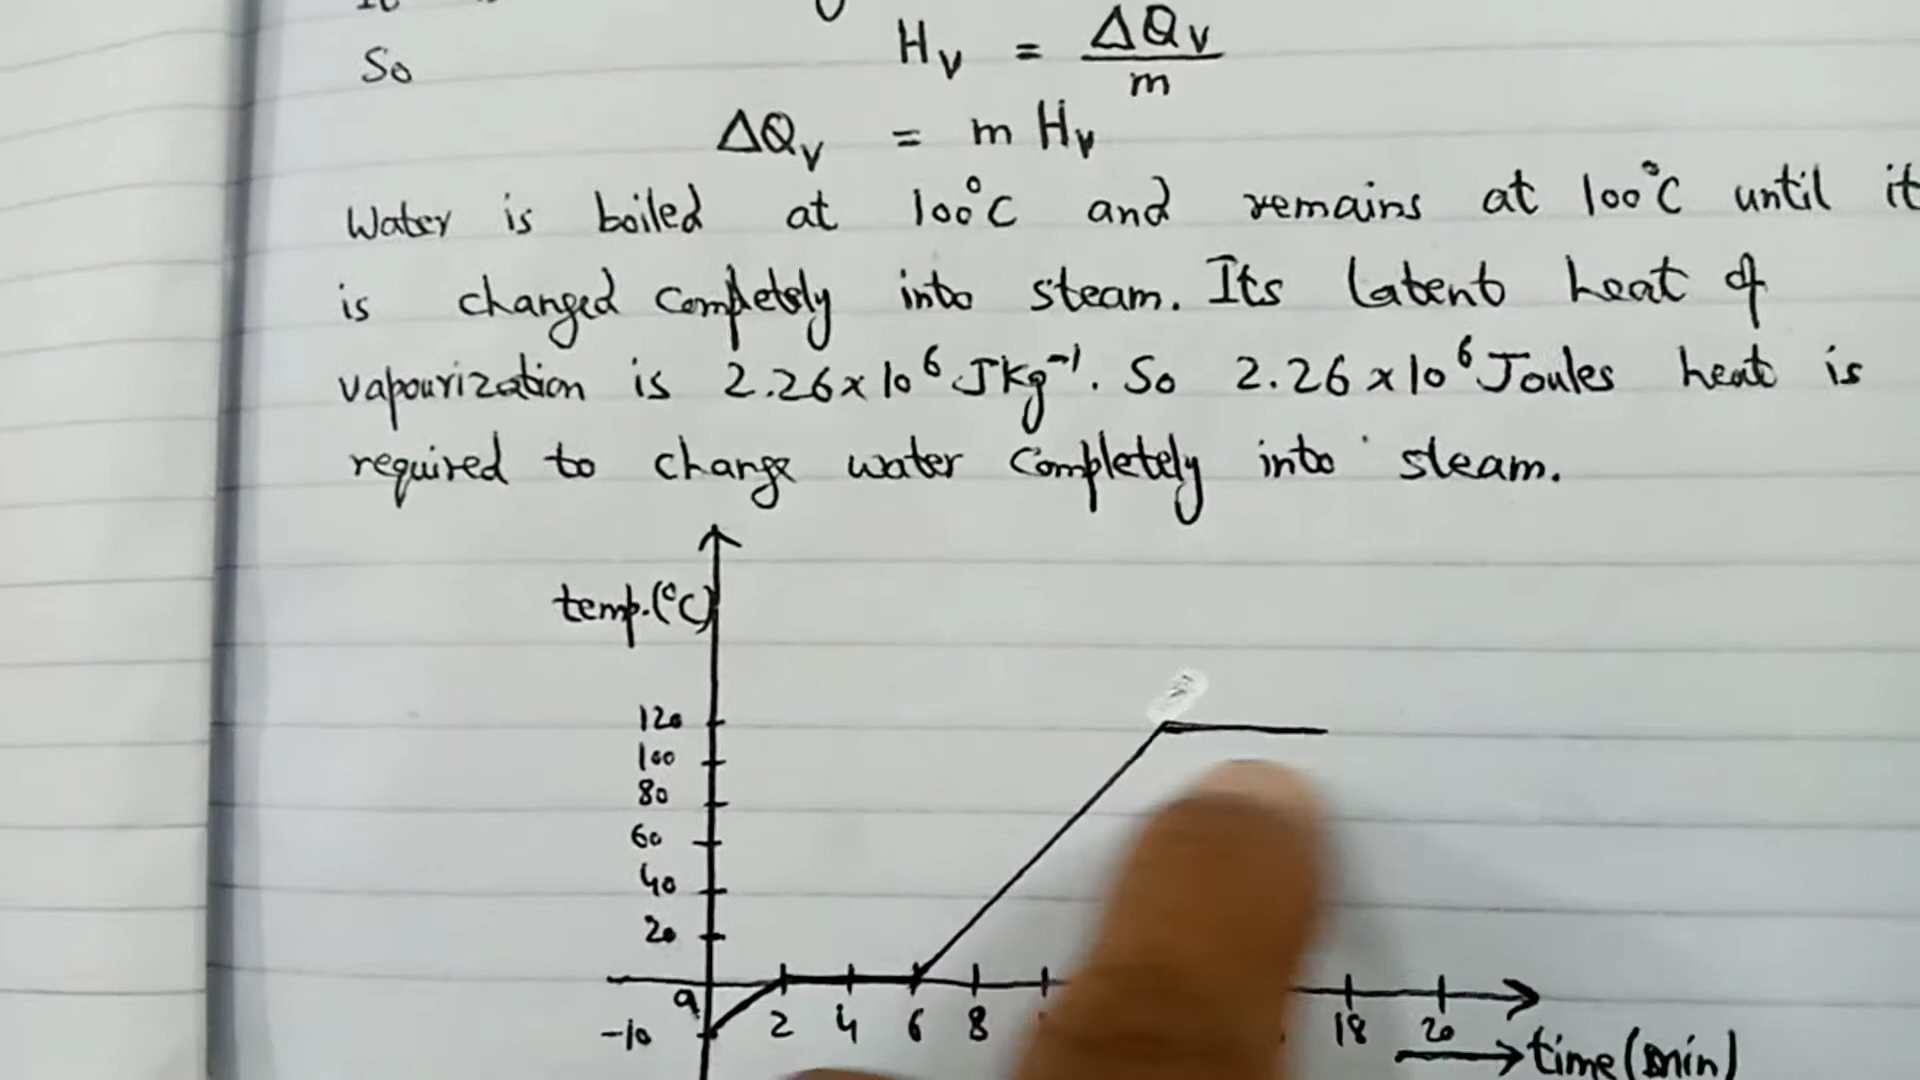 So
Hv = ΔQv
m
ΔQv = m Hv
Water is boiled at 100°C and remains at 100°C until it
is changed completely into steam. Its latent heat of
vapourization is 2.26×10⁶ JKg⁻¹. So 2.26×10⁶ Joules heat is
required to change water completely into steam.
temp.(°C)
120
100
80
60
40
20
a
-10
2 4 6 8 18 20
time (min)